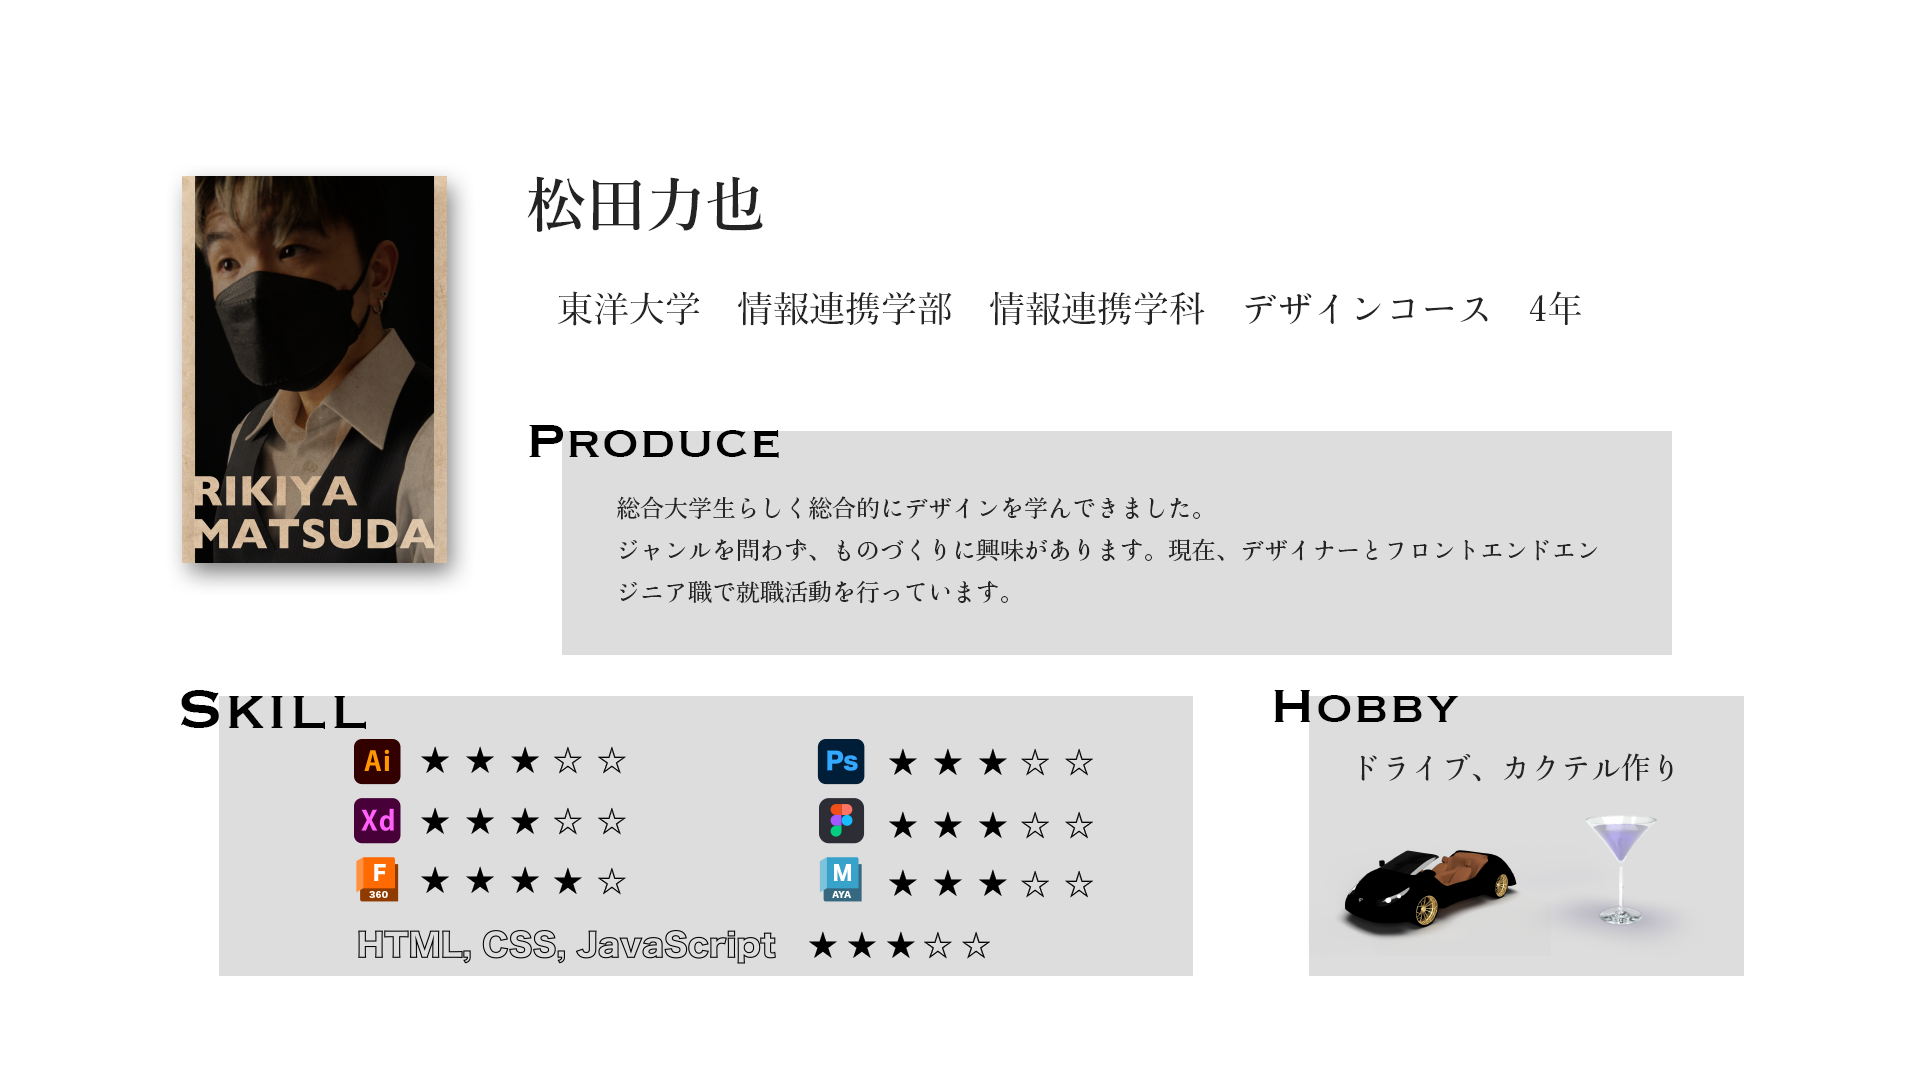 松田力也
東洋大学　情報連携学部　情報連携学科　デザインコース　4年
RIKIYA
MATSUDA
PRODUCE
総合大学生らしく総合的にデザインを学んできました。
ジャンルを問わず、ものづくりに興味があります。現在、デザイナーとフロントエンドエン
ジニア職で就職活動を行っています。
SKILL
Ai ★★★☆☆
Ps ★★★☆☆
Xd ★★★☆☆
★★★☆☆
F 360 ★★★★☆
M AYA ★★★☆☆
HTML, CSS, JavaScript ★★★☆☆
HOBBY
ドライブ、カクテル作り